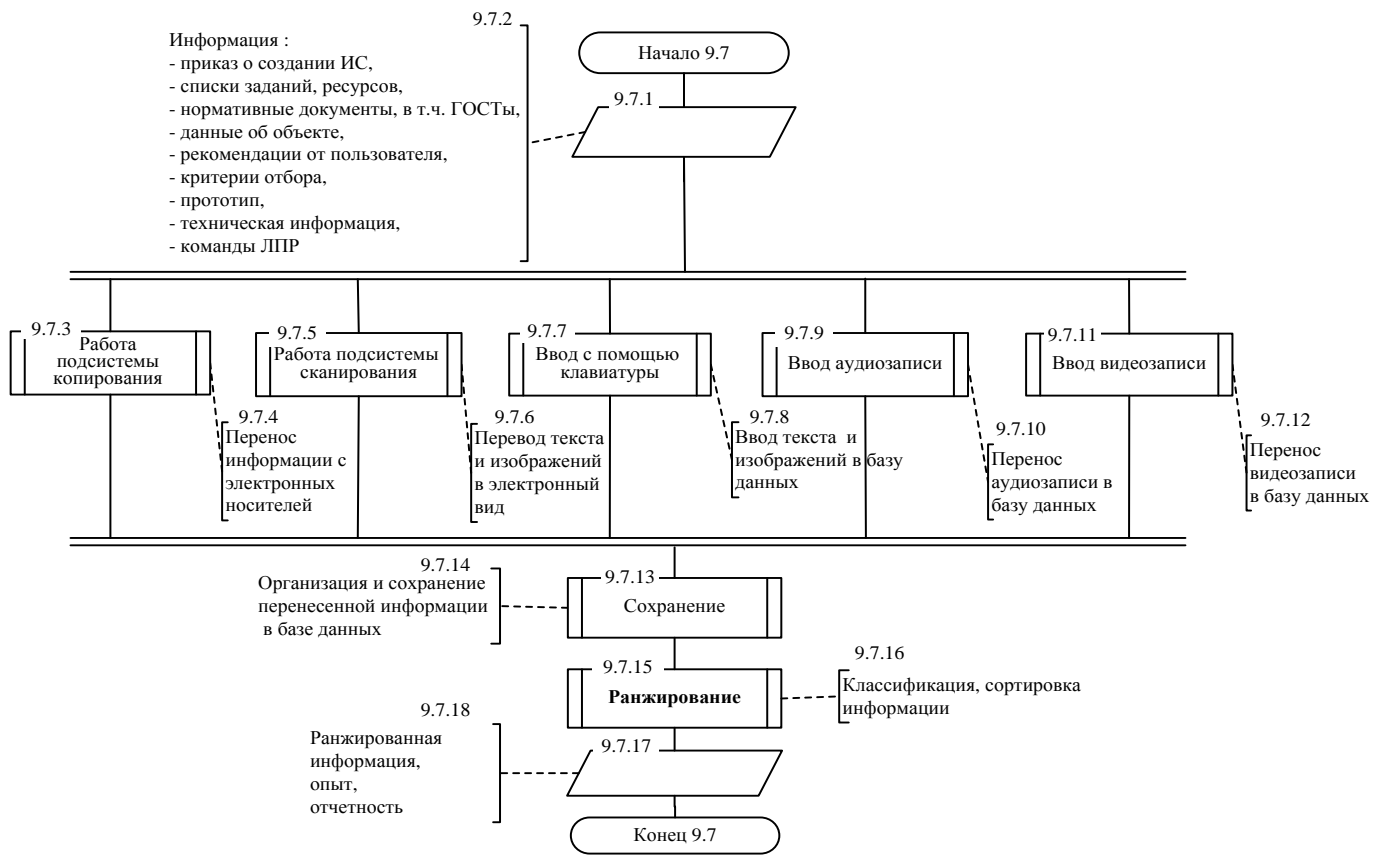 9.7.2
Информация :
- приказ о создании ИС,
- списки заданий, ресурсов,
- нормативные документы, в т.ч. ГОСТы,
- данные об объекте,
- рекомендации от пользователя,
- критерии отбора,
- прототип,
- техническая информация,
- команды ЛПР
Начало 9.7
9.7.1
9.7.3
Работа
подсистемы
копирования
9.7.4
Перенос
информации с
электронных
носителей
9.7.5
Работа подсистемы
сканирования
9.7.6
Перевод текста
и изображений
в электронный
вид
9.7.7
Ввод с помощью
клавиатуры
9.7.8
Ввод текста и
изображений в базу
данных
9.7.9
Ввод аудиозаписи
9.7.10
Перенос
аудиозаписи в
базу данных
9.7.11
Ввод видеозаписи
9.7.12
Перенос
видеозаписи
в базу данных
9.7.14
Организация и сохранение
перенесенной информации
в базе данных
9.7.13
Сохранение
9.7.15
Ранжирование
9.7.16
Классификация, сортировка
информации
9.7.18
Ранжированная
информация,
опыт,
отчетность
9.7.17
Конец 9.7